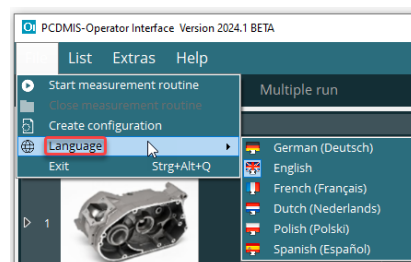 OI PCDMIS-Operator Interface Version 2024.1 BETA
List Extras Help
Start measurement routine
Multiple run
Close measurement routine
Create configuration
Language
German (Deutsch)
Exit Strg+Alt+Q
English
French (Français)
Dutch (Nederlands)
1
Polish (Polski)
Spanish (Español)